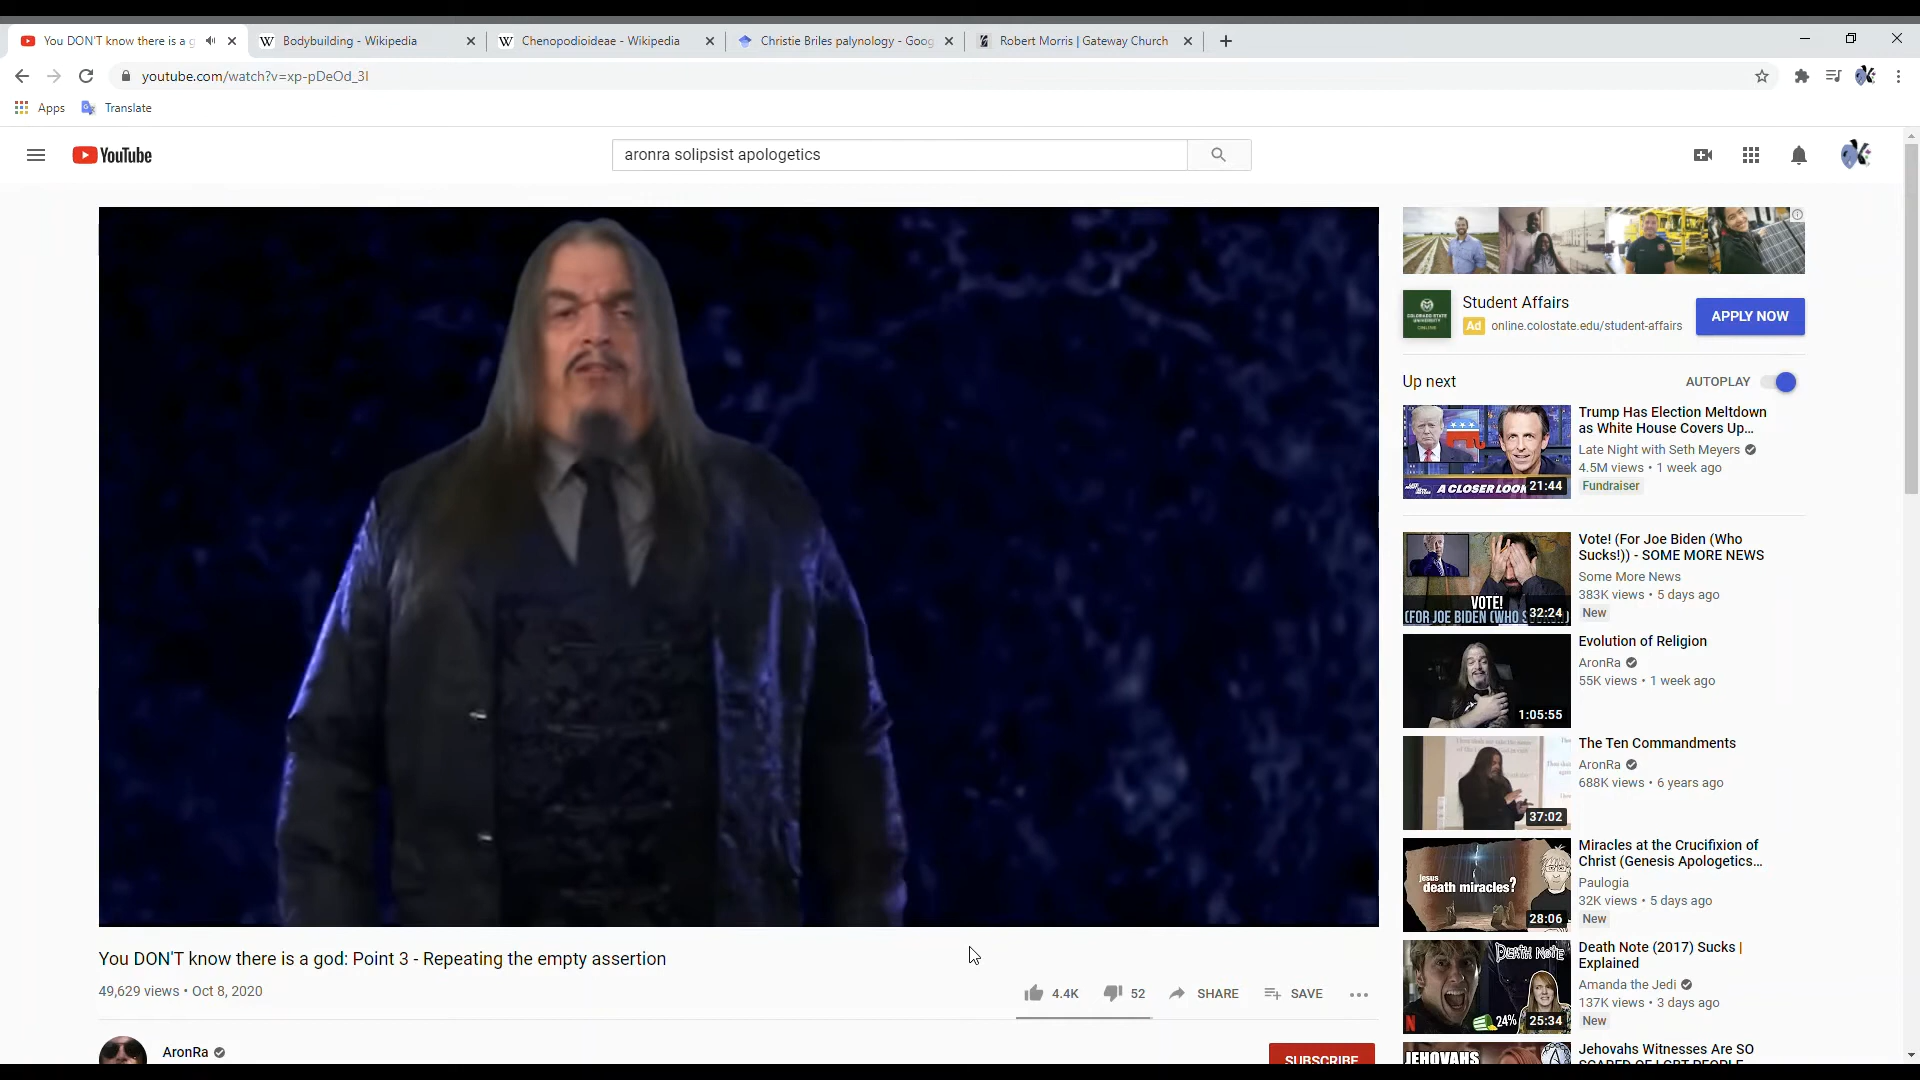 You DON'T know there is a g
Bodybuilding - Wikipedia
Chenopodioideae - Wikipedia
Christie Briles palynology - Goog
Robert Morris | Gateway Church
youtube.com/watch?v=xp-pDeOd_3I
Apps
Translate
YouTube
aronra solipsist apologetics
Student Affairs
Ad online.colostate.edu/student-affairs
APPLY NOW
Up next
AUTOPLAY
A CLOSER LOOK
21:44
Trump Has Election Meltdown
as White House Covers Up...
Late Night with Seth Meyers
4.5M views • 1 week ago
Fundraiser
VOTE!
(FOR JOE BIDEN (WHO
32:24
Vote! (For Joe Biden (Who
Sucks!)) - SOME MORE NEWS
Some More News
383K views • 5 days ago
New
1:05:55
Evolution of Religion
AronRa
55K views • 1 week ago
37:02
The Ten Commandments
AronRa
688K views • 6 years ago
Jesus
death miracles?
28:06
Miracles at the Crucifixion of
Christ (Genesis Apologetics...
Paulogia
32K views • 5 days ago
New
DEATH NOTE
24%
25:34
Death Note (2017) Sucks |
Explained
Amanda the Jedi
137K views • 3 days ago
New
JEHOVAHS
Jehovahs Witnesses Are SO
SCARED OF LGBT PEOPLE
You DON'T know there is a god: Point 3 - Repeating the empty assertion
49,629 views • Oct 8, 2020
4.4K
52
SHARE
SAVE
AronRa
SUBSCRIBE